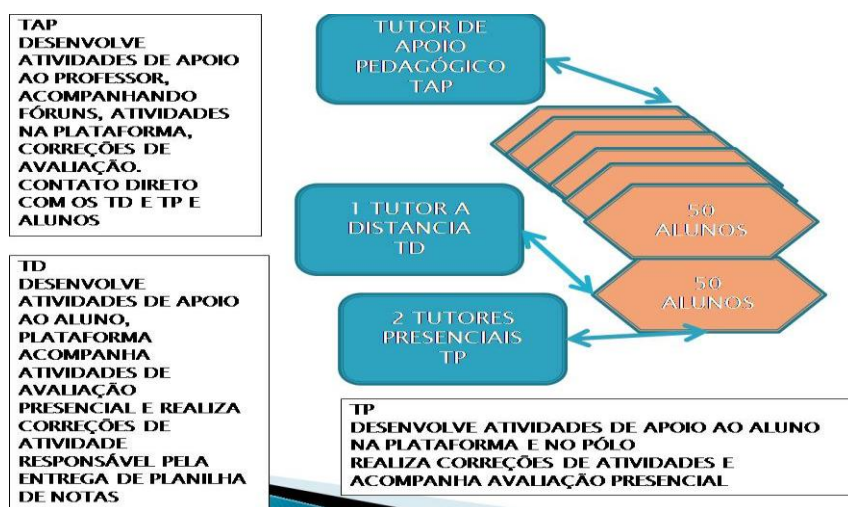 TAP
DESENVOLVE
ATIVIDADES DE APOIO
AO PROFESSOR,
ACOMPANHANDO
FÓRUNS, ATIVIDADES
NA PLATAFORMA,
CORREÇÕES DE
AVALIAÇÃO.
CONTATO DIRETO
COM OS TD E TP E
ALUNOS
TUTOR DE
APOIO
PEDAGÓGICO
TAP
1 TUTOR A
DISTANCIA
TD
50
ALUNOS
50
ALUNOS
2 TUTORES
PRESENCIAIS
TP
TD
DESENVOLVE
ATIVIDADES DE APOIO
AO ALUNO,
PLATAFORMA
ACOMPANHA
ATIVIDADES DE
AVALIAÇÃO
PRESENCIAL E REALIZA
CORREÇÕES DE
ATIVIDADE
RESPONSÁVEL PELA
ENTREGA DE PLANILHA
DE NOTAS
TP
DESENVOLVE ATIVIDADES DE APOIO AO ALUNO
NA PLATAFORMA E NO PÓLO
REALIZA CORREÇÕES DE ATIVIDADES E
ACOMPANHA AVALIAÇÃO PRESENCIAL